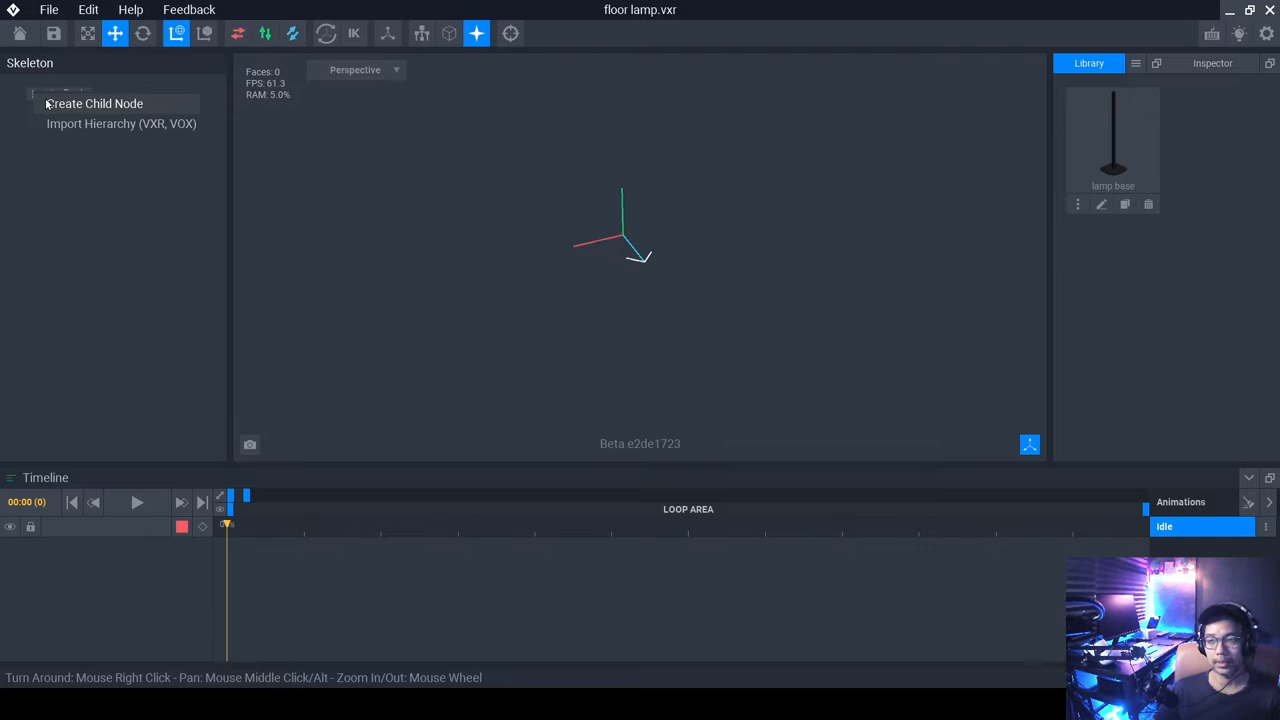 File Edit Help Feedback
floor lamp.vxr
IK
Skeleton
Create Child Node
Import Hierarchy (VXR, VOX)
Faces: 0
FPS: 61.3
RAM: 5.0%
Perspective
Library
Inspector
lamp base
Beta e2de1723
Timeline
00:00 (0)
LOOP AREA
Animations
Idle
Turn Around: Mouse Right Click - Pan: Mouse Middle Click/Alt - Zoom In/Out: Mouse Wheel